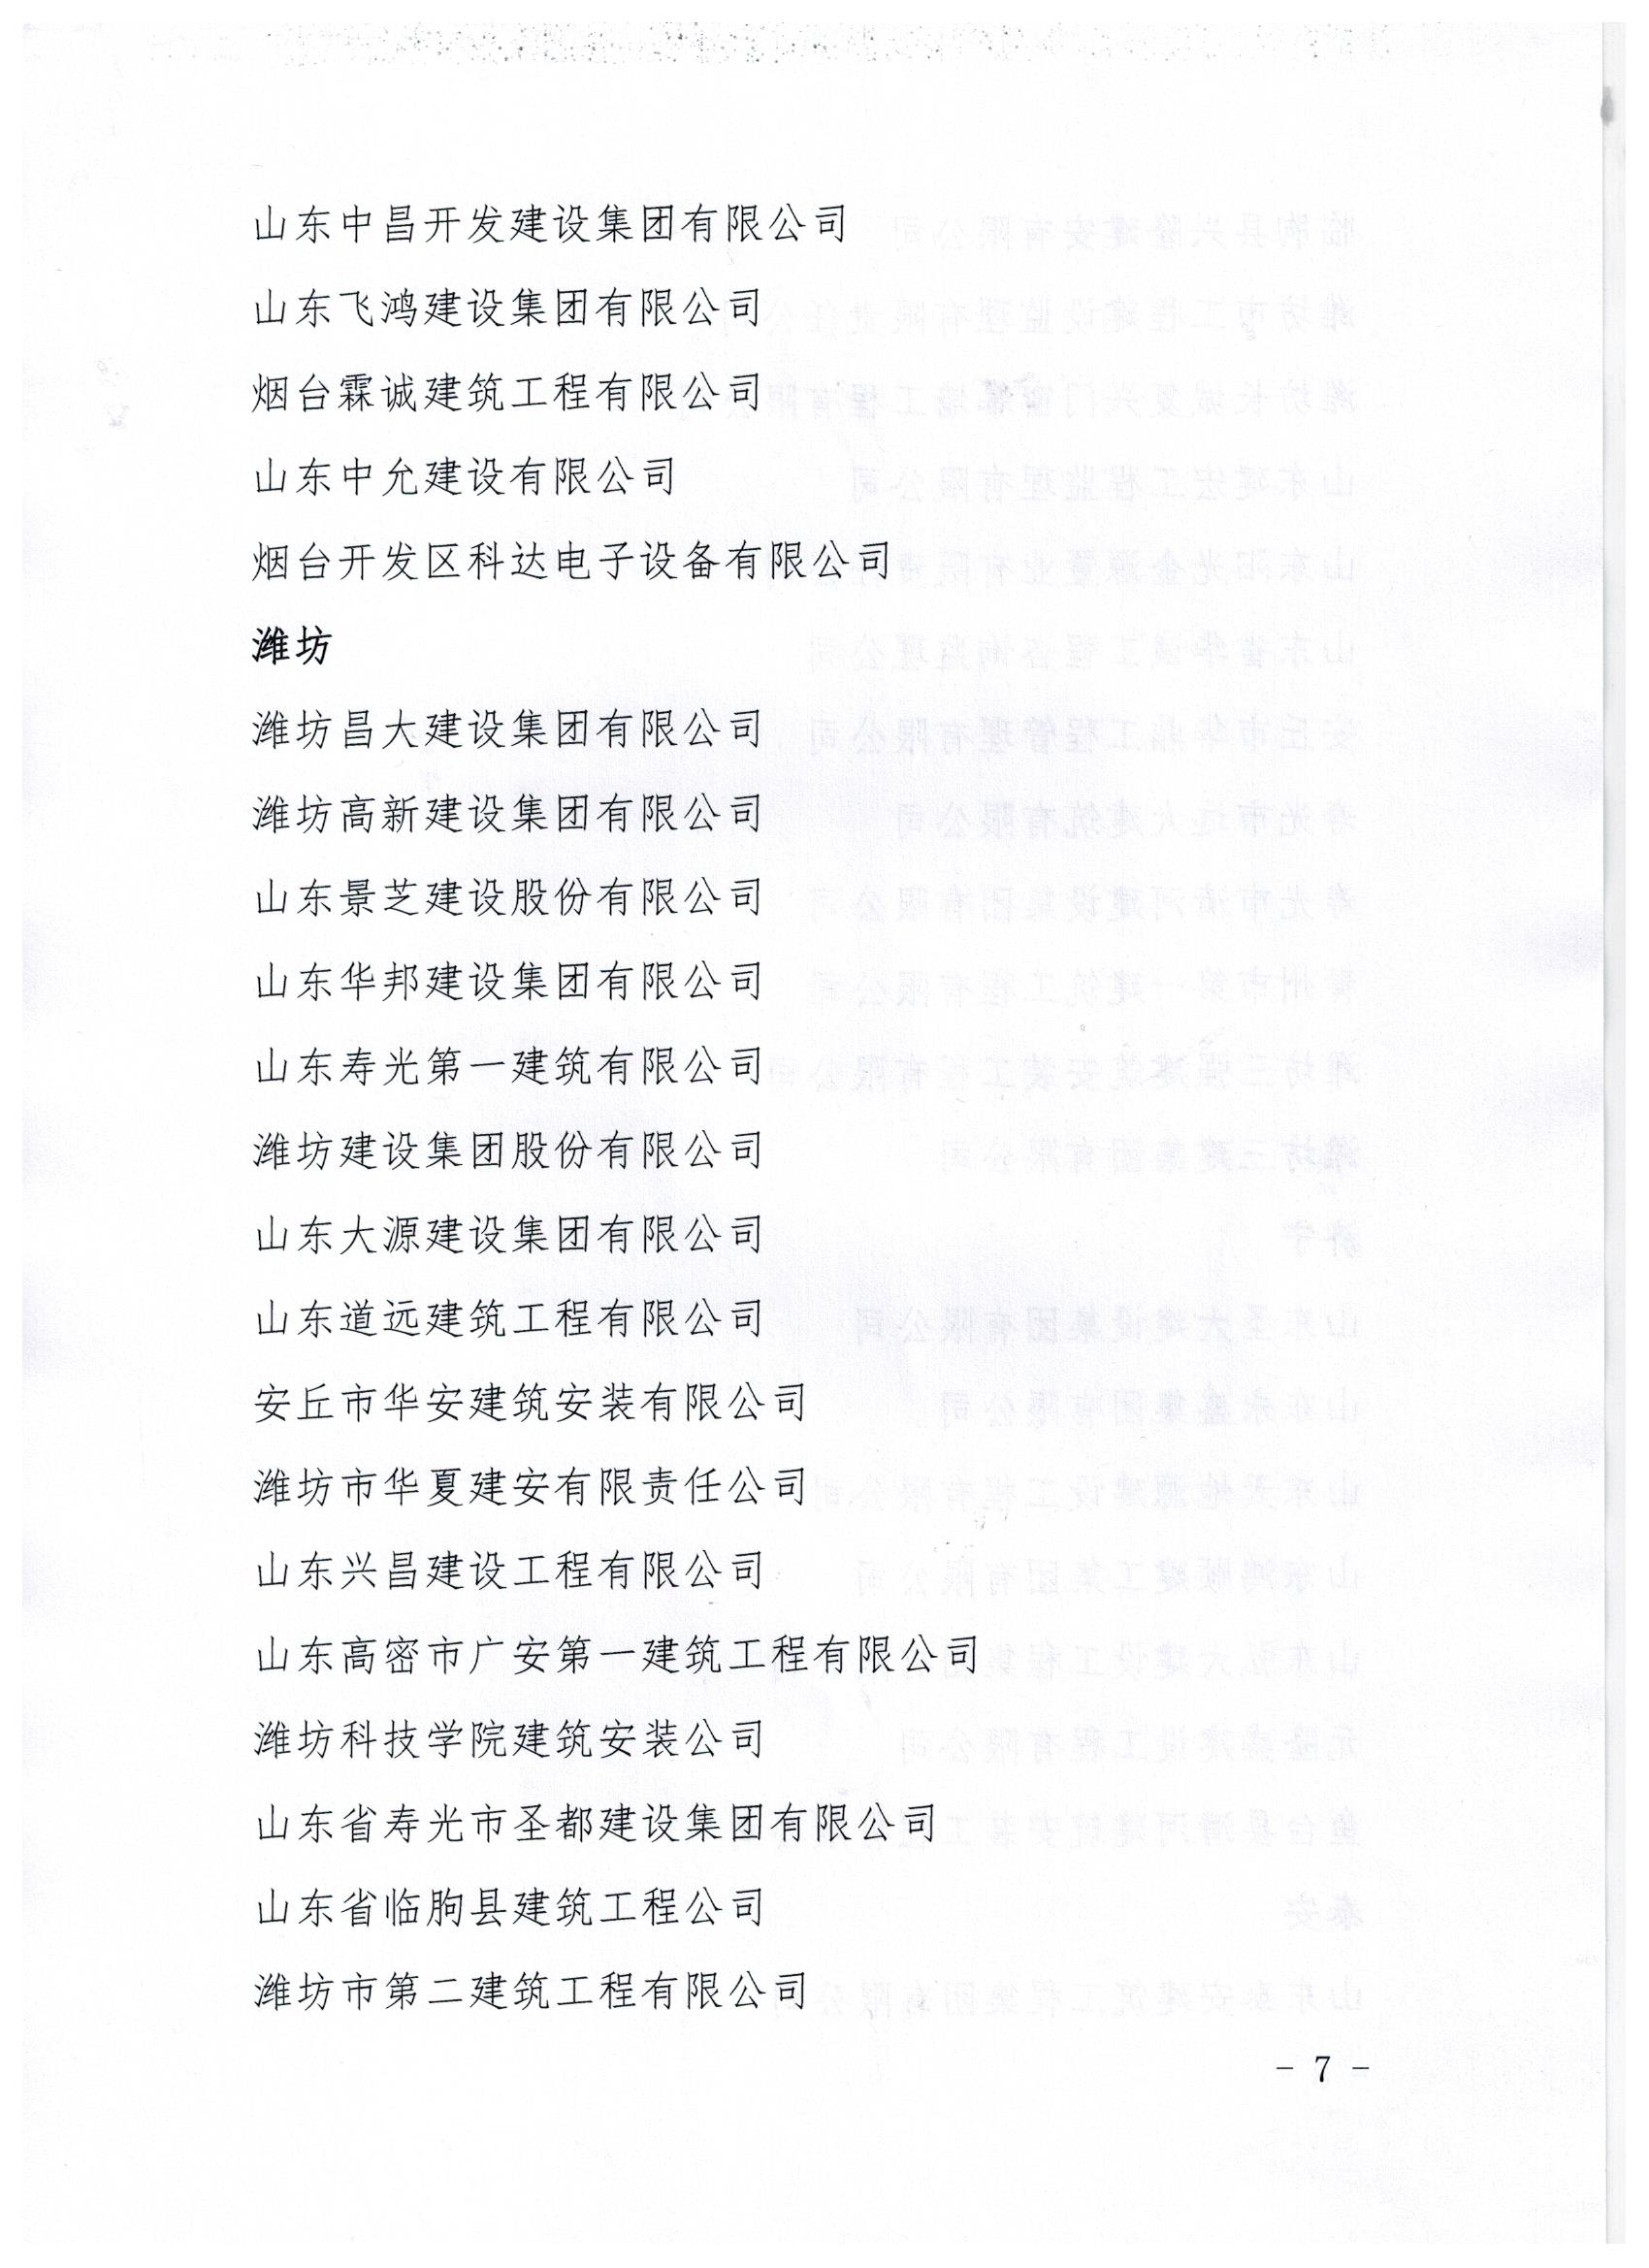 山东中昌开发建设集团有限公司
山东飞鸿建设集团有限公司
烟台霖诚建筑工程有限公司
山东中允建设有限公司
烟台开发区科达电子设备有限公司
潍坊
潍坊昌大建设集团有限公司
潍坊高新建设集团有限公司
山东景芝建设股份有限公司
山东华邦建设集团有限公司
山东寿光第一建筑有限公司
潍坊建设集团股份有限公司
山东大源建设集团有限公司
山东道远建筑工程有限公司
安丘市华安建筑安装有限公司
潍坊市华夏建安有限责任公司
山东兴昌建设工程有限公司
山东高密市广安第一建筑工程有限公司
潍坊科技学院建筑安装公司
山东省寿光市圣都建设集团有限公司
山东省临朐县建筑工程公司
潍坊市第二建筑工程有限公司
- 7 -